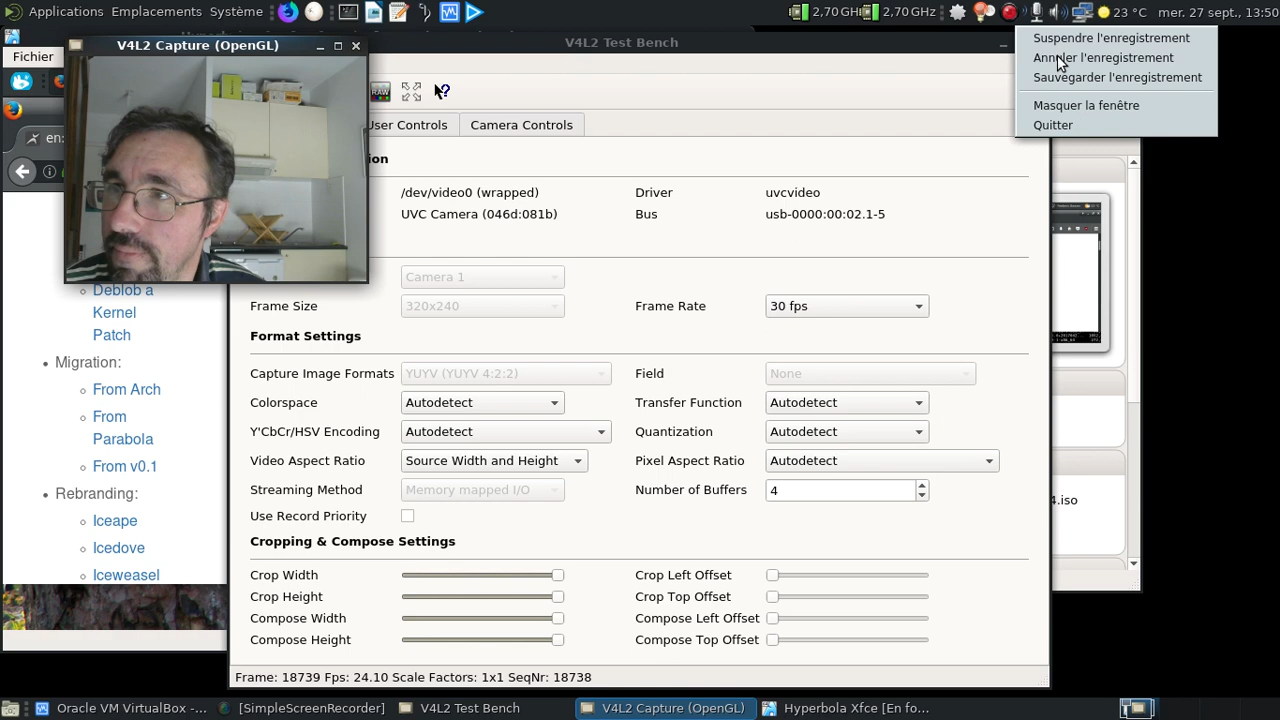 Applications Emplacements Système 2,70 GHz 2,70 GHz 23 °C mer. 27 sept., 13:50
V4L2 Capture (OpenGL)
V4L2 Test Bench
Suspendre l'enregistrement
Annuler l'enregistrement
Sauvegarder l'enregistrement
Masquer la fenêtre
Quitter
Fichier
RAW
User Controls Camera Controls
en:
/dev/video0 (wrapped) Driver uvcvideo
UVC Camera (046d:081b) Bus usb-0000:00:02.1-5
Camera 1
Frame Size 320x240 Frame Rate 30 fps
Format Settings
Capture Image Formats YUYV (YUYV 4:2:2) Field None
Colorspace Autodetect Transfer Function Autodetect
Y'CbCr/HSV Encoding Autodetect Quantization Autodetect
Video Aspect Ratio Source Width and Height Pixel Aspect Ratio Autodetect
Streaming Method Memory mapped I/O Number of Buffers 4
Use Record Priority
Cropping & Compose Settings
Crop Width Crop Left Offset
Crop Height Crop Top Offset
Compose Width Compose Left Offset
Compose Height Compose Top Offset
Frame: 18739 Fps: 24.10 Scale Factors: 1x1 SeqNr: 18738
Deblob a
Kernel
Patch
Migration:
From Arch
From
Parabola
From v0.1
Rebranding:
Iceape
Icedove
Iceweasel
4.iso
Oracle VM VirtualBox -... [SimpleScreenRecorder] V4L2 Test Bench V4L2 Capture (OpenGL) Hyperbola Xfce [En fo...